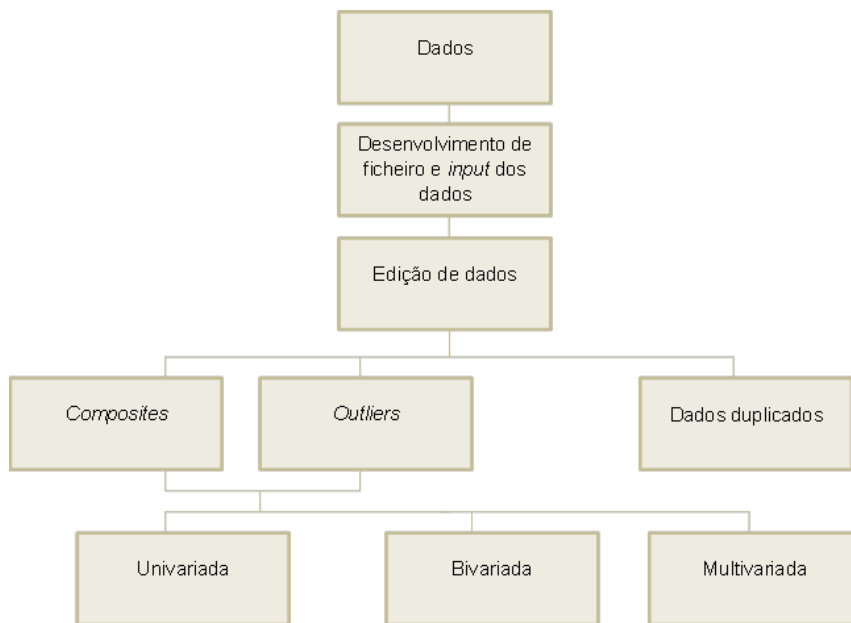 Dados
Desenvolvimento de
ficheiro e input dos
dados
Edição de dados
Composites
Outliers
Dados duplicados
Univariada
Bivariada
Multivariada